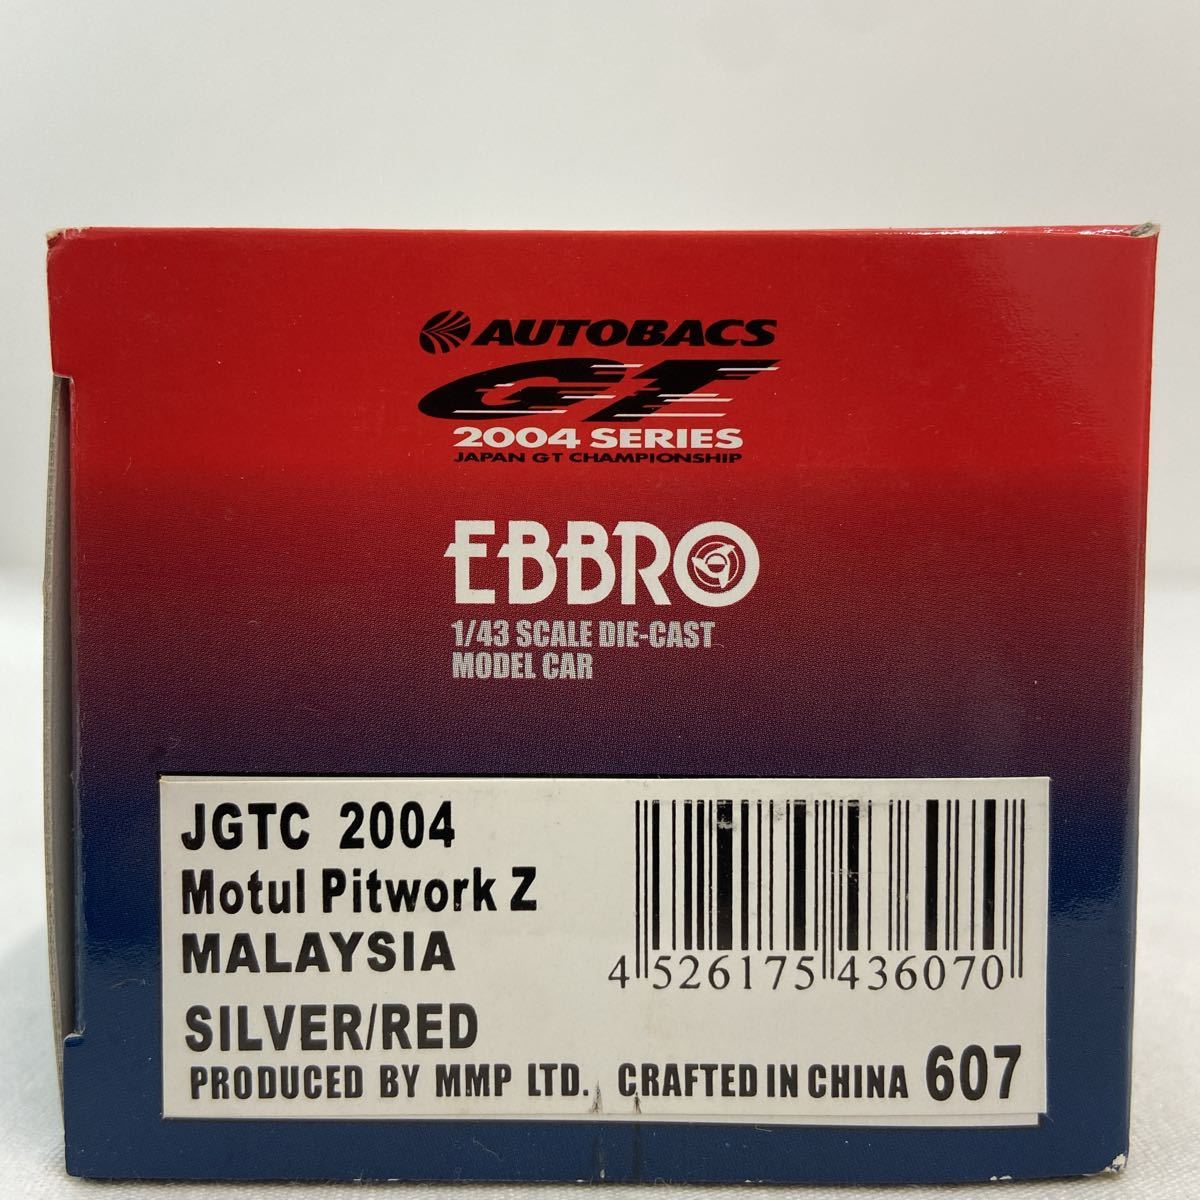 AUTOBACS
GT
2004 SERIES
JAPAN GT CHAMPIONSHIP
EBBRO
1/43 SCALE DIE-CAST
MODEL CAR
JGTC 2004
Motul Pitwork Z
MALAYSIA
4 526175 436070
SILVER/RED
PRODUCED BY MMP LTD. CRAFTED IN CHINA 607